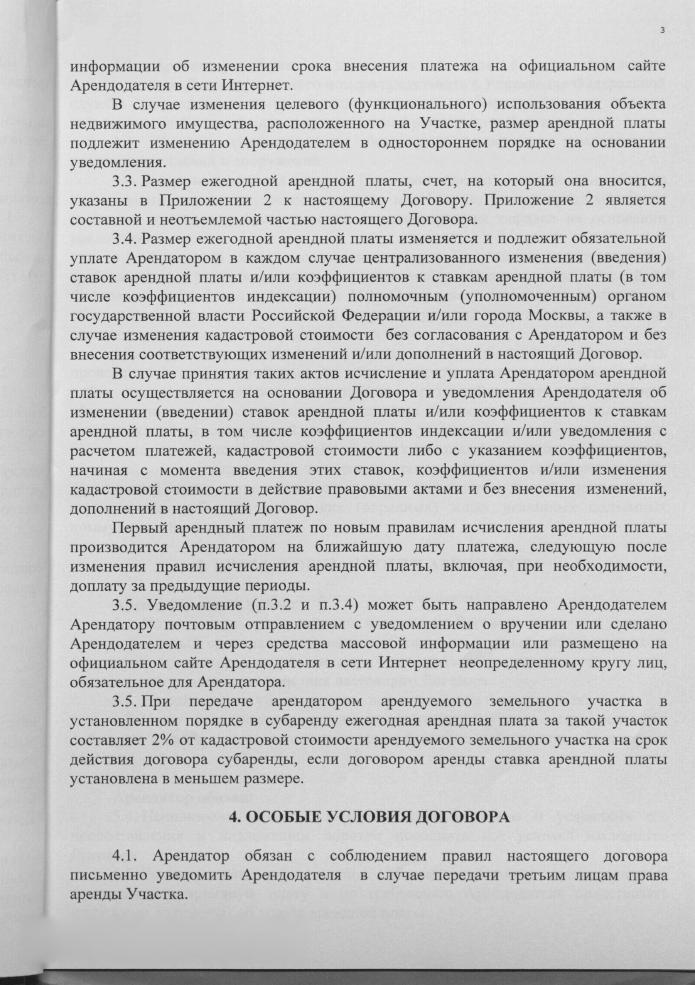 3
информации об изменении срока внесения платежа на официальном сайте
Арендодателя в сети Интернет.
В случае изменения целевого (функционального) использования объекта
недвижимого имущества, расположенного на Участке, размер арендной платы
подлежит изменению Арендодателем в одностороннем порядке на основании
уведомления.
3.3. Размер ежегодной арендной платы, счет, на который она вносится,
указаны в Приложении 2 к настоящему Договору. Приложение 2 является
составной и неотъемлемой частью настоящего Договора.
3.4. Размер ежегодной арендной платы изменяется и подлежит обязательной
уплате Арендатором в каждом случае централизованного изменения (введения)
ставок арендной платы и/или коэффициентов к ставкам арендной платы (в том
числе коэффициентов индексации) полномочным (уполномоченным) органом
государственной власти Российской Федерации и/или города Москвы, а также в
случае изменения кадастровой стоимости без согласования с Арендатором и без
внесения соответствующих изменений и/или дополнений в настоящий Договор.
В случае принятия таких актов исчисление и уплата Арендатором арендной
платы осуществляется на основании Договора и уведомления Арендодателя об
изменении (введении) ставок арендной платы и/или коэффициентов к ставкам
арендной платы, в том числе коэффициентов индексации и/или уведомления с
расчетом платежей, кадастровой стоимости либо с указанием коэффициентов,
начиная с момента введения этих ставок, коэффициентов и/или изменения
кадастровой стоимости в действие правовыми актами и без внесения изменений,
дополнений в настоящий Договор.
Первый арендный платеж по новым правилам исчисления арендной платы
производится Арендатором на ближайшую дату платежа, следующую после
изменения правил исчисления арендной платы, включая, при необходимости,
доплату за предыдущие периоды.
3.5. Уведомление (п.3.2 и п.3.4) может быть направлено Арендодателем
Арендатору почтовым отправлением с уведомлением о вручении или сделано
Арендодателем и через средства массовой информации или размещено на
официальном сайте Арендодателя в сети Интернет неопределенному кругу лиц,
обязательное для Арендатора.
3.5. При передаче арендатором арендуемого земельного участка в
установленном порядке в субаренду ежегодная арендная плата за такой участок
составляет 2% от кадастровой стоимости арендуемого земельного участка на срок
действия договора субаренды, если договором аренды ставка арендной платы
установлена в меньшем размере.
4. ОСОБЫЕ УСЛОВИЯ ДОГОВОРА
4.1. Арендатор обязан с соблюдением правил настоящего договора
письменно уведомить Арендодателя в случае передачи третьим лицам права
аренды Участка.